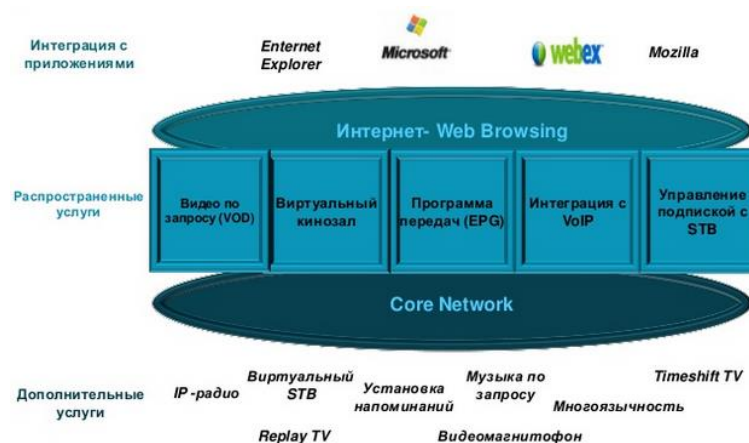 Интеграция с
приложениями
Enternet
Explorer
Microsoft
webex
Mozilla
Интернет- Web Browsing
Распространенные
услуги
Видео по
запросу (VOD)
Виртуальный
кинозал
Программа
передач (EPG)
Интеграция с
VoIP
Управление
подпиской с
STB
Core Network
Дополнительные
услуги
IP -радио
Виртуальный
STB
Установка
напоминаний
Музыка по
запросу
Многоязычность
Timeshift TV
Replay TV
Видеомагнитофон